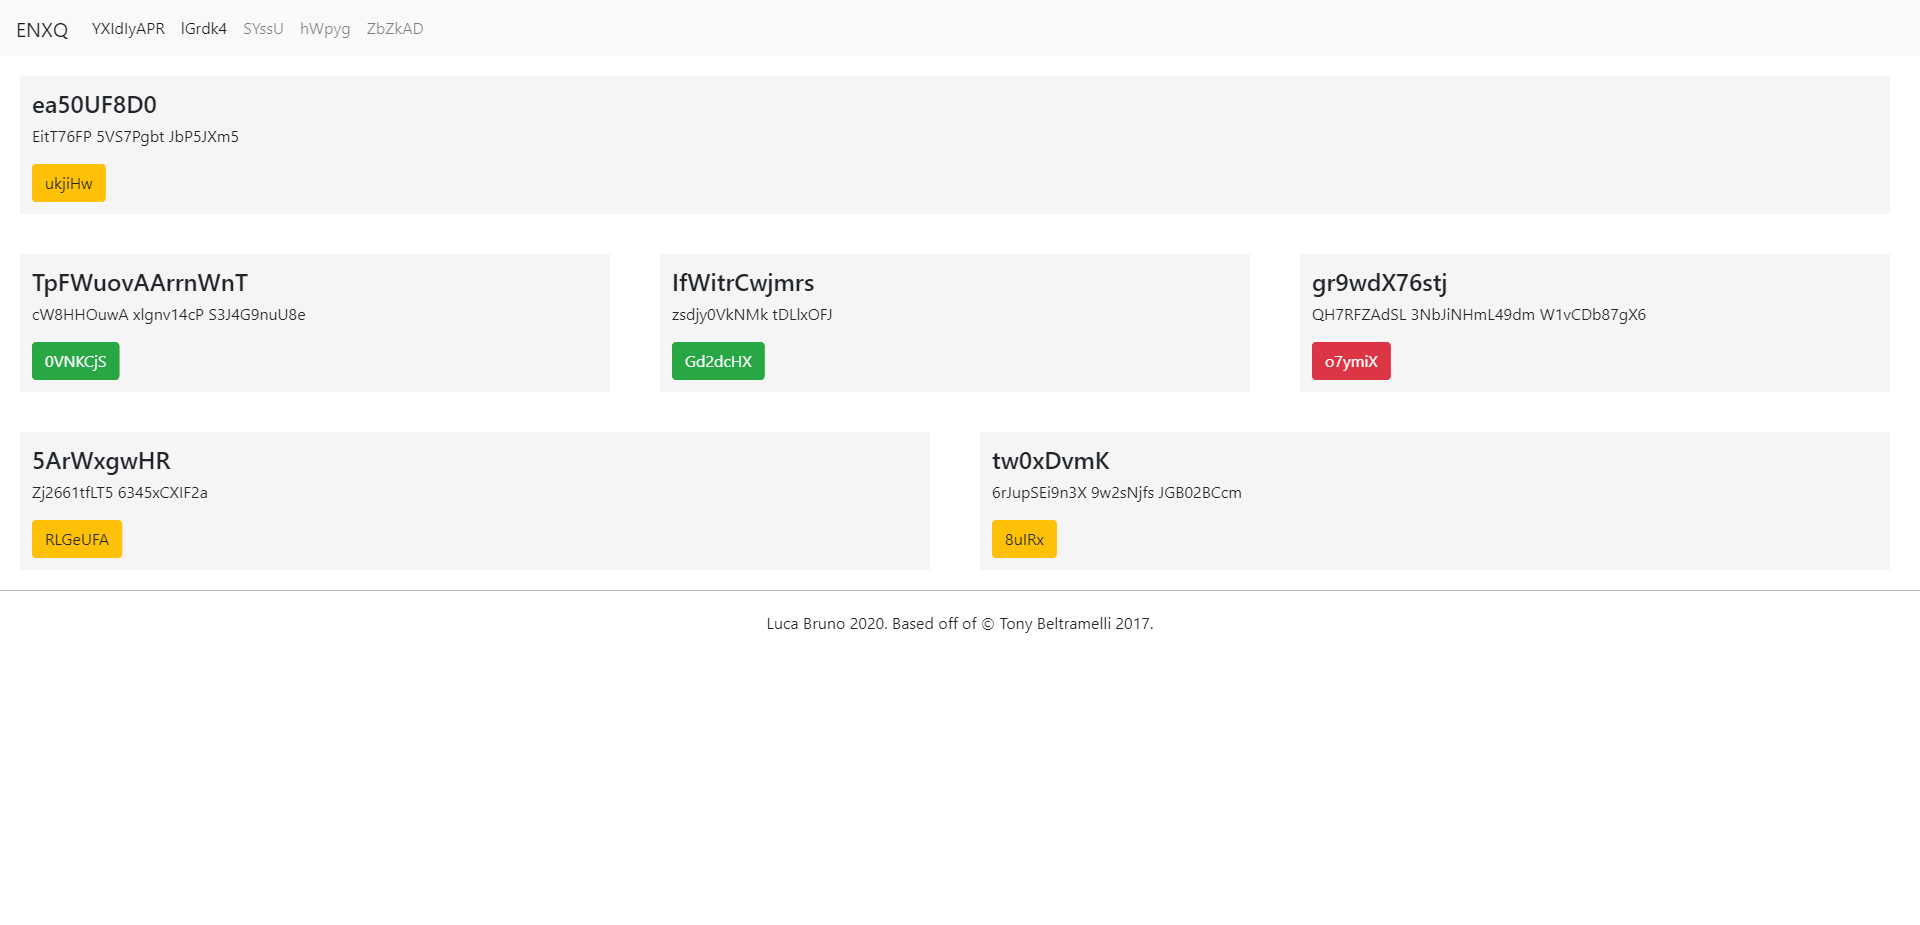 ENXQ YXIdIyAPR lGrdk4 SYssU hWpyg ZbZkAD
ea50UF8D0
EitT76FP 5VS7Pgbt JbP5JXm5
ukjiHw
TpFWuovAArrnWnT
cW8HHOuwA xlgnv14cP S3J4G9nuU8e
0VNKCjS
IfWitrCwjmrs
zsdjy0VkNMk tDLlxOFJ
Gd2dcHX
gr9wdX76stj
QH7RFZAdSL 3NbJiNHmL49dm W1vCDb87gX6
o7ymiX
5ArWxgwHR
Zj2661tfLT5 6345xCXIF2a
RLGeUFA
tw0xDvmK
6rJupSEi9n3X 9w2sNjfs JGB02BCcm
8uIRx
Luca Bruno 2020. Based off of © Tony Beltramelli 2017.